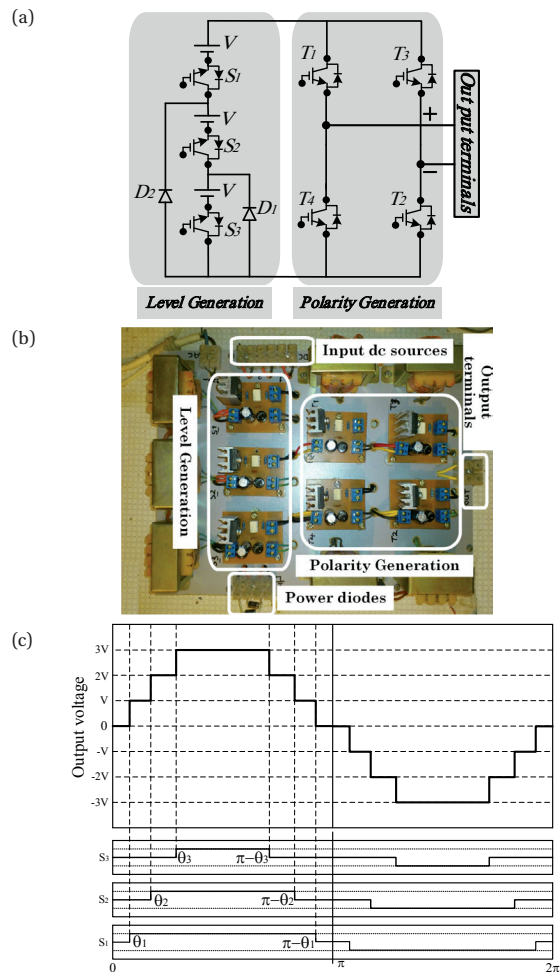 (a)
V
T1
T3
S1
V
Out put terminals
+
S2
−
V
D2
D1
T4
T2
S3
Level Generation
Polarity Generation
(b)
Input dc sources
Output terminals
Level Generation
Polarity Generation
Power diodes
(c)
Output voltage
3V
2V
V
0
-V
-2V
-3V
S3
θ3
π−θ3
S2
θ2
π−θ2
S1
θ1
π−θ1
0
π
2π